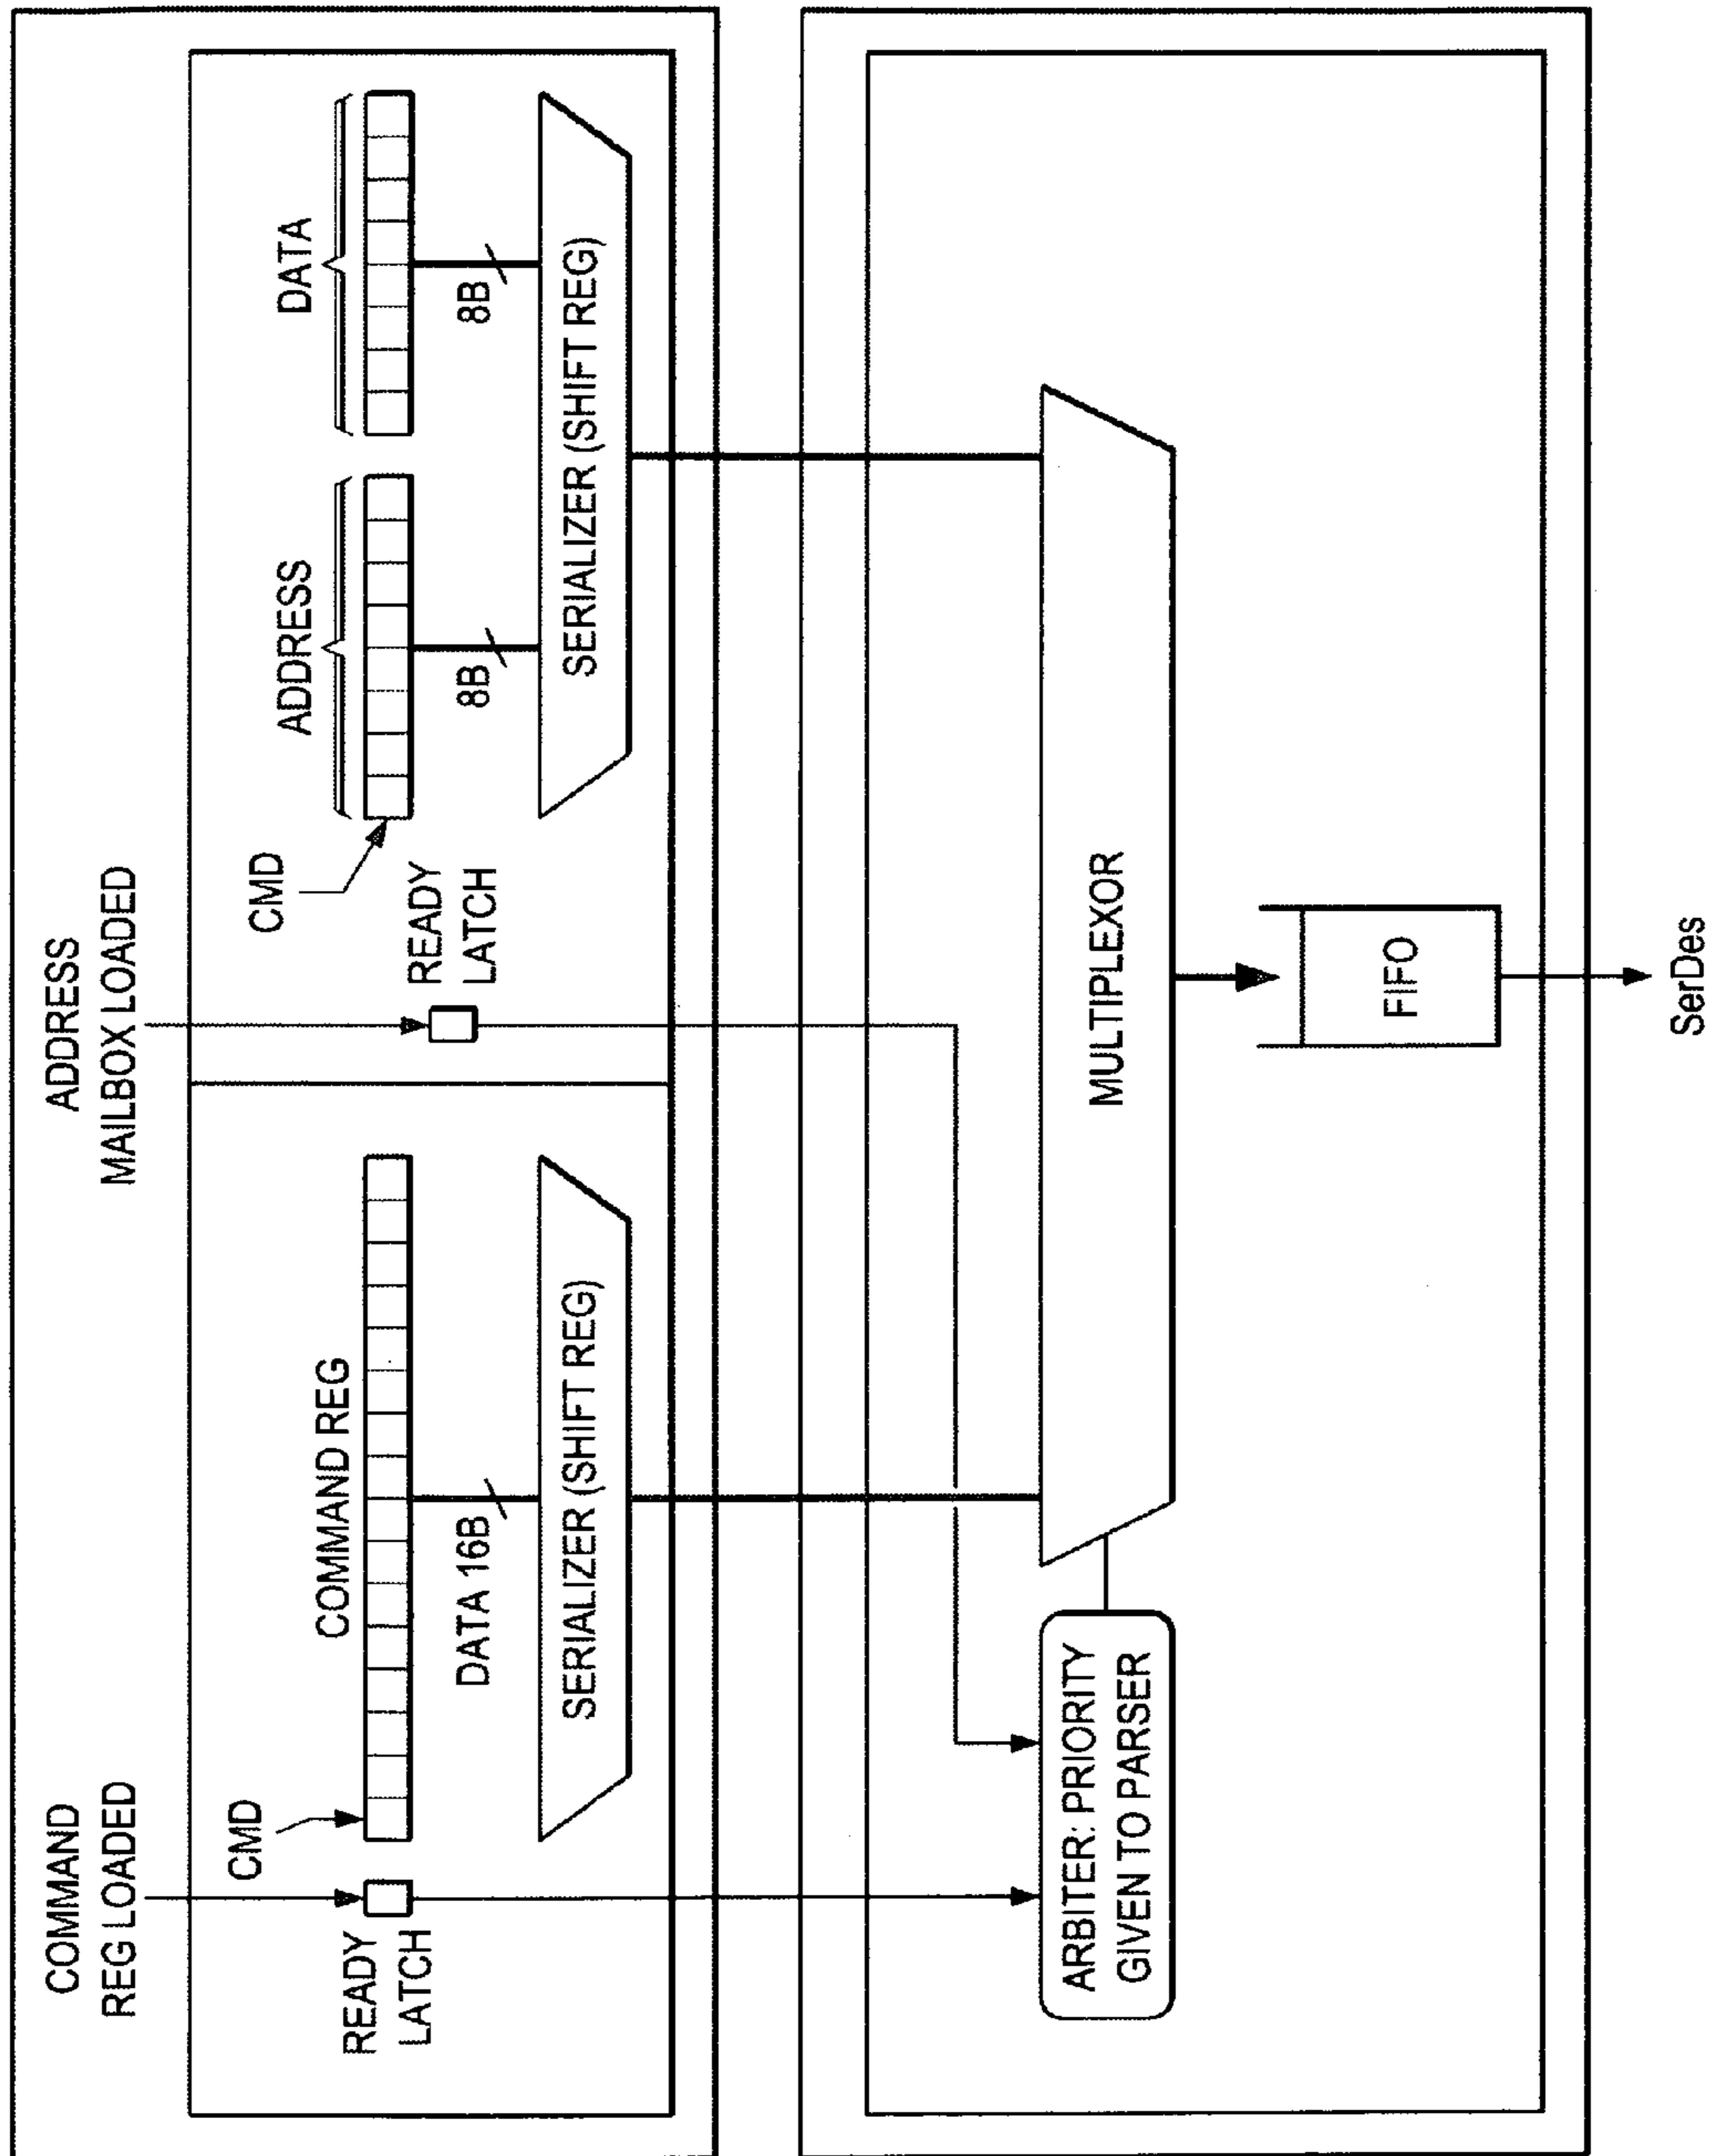 COMMAND
REG LOADED
ADDRESS
MAILBOX LOADED
CMD
COMMAND REG
READY
LATCH
DATA 16B
SERIALIZER (SHIFT REG)
CMD
READY
LATCH
ADDRESS
DATA
8B
8B
SERIALIZER (SHIFT REG)
ARBITER: PRIORITY
GIVEN TO PARSER
MULTIPLEXOR
FIFO
SerDes